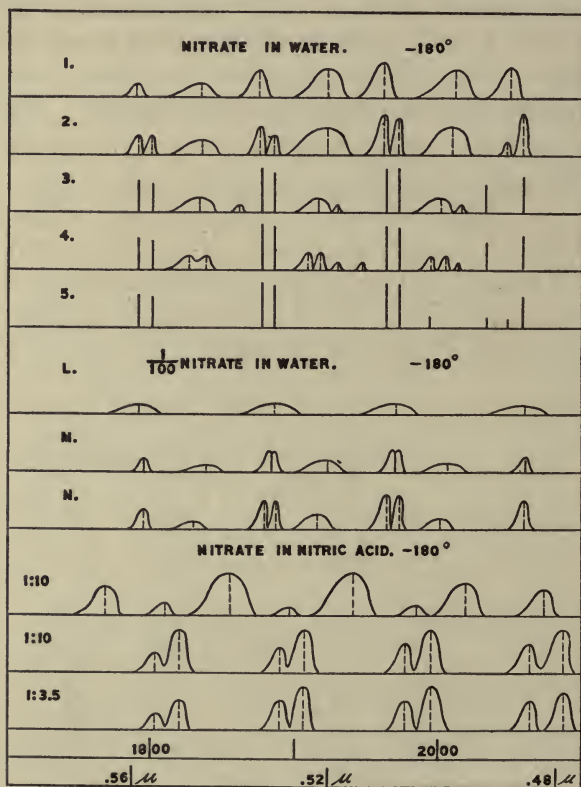 NITRATE IN WATER. -180°
1.
2.
3.
4.
5.
1/100 NITRATE IN WATER. -180°
L.
M.
N.
NITRATE IN NITRIC ACID. -180°
1:10
1:10
1:3.5
18|00 20|00
.56|μ .52|μ .48|μ